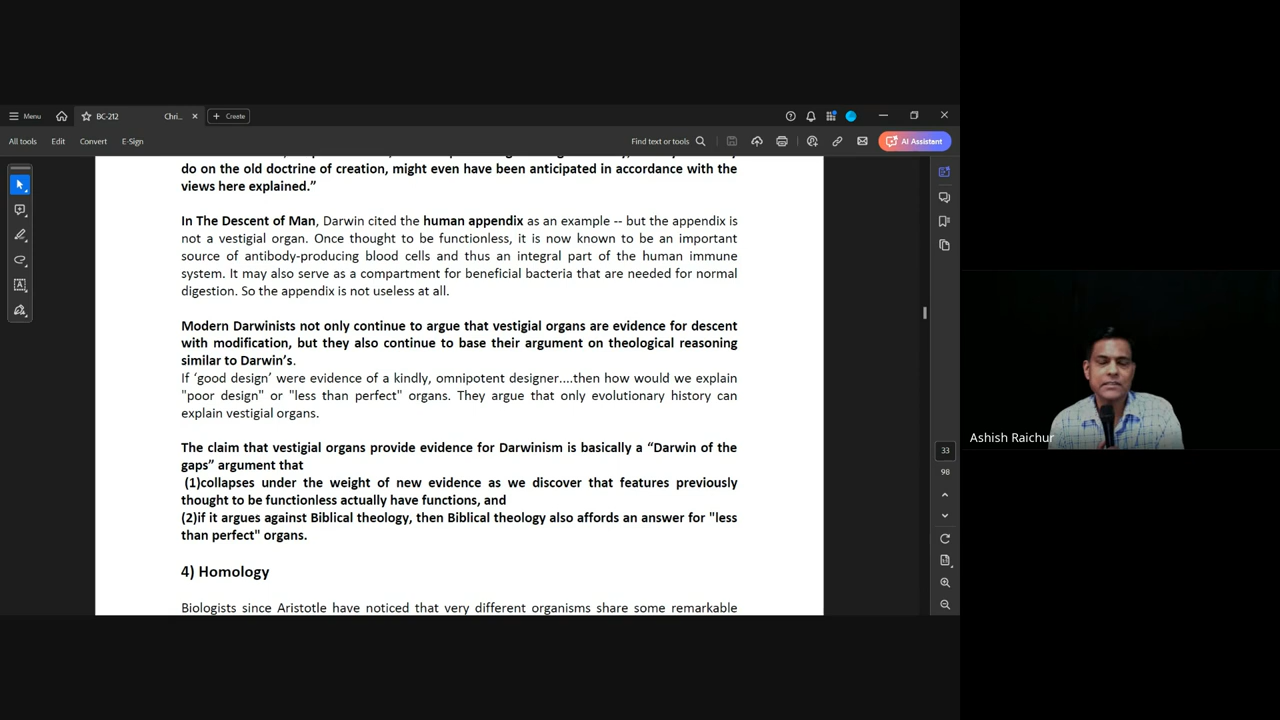 Menu
BC-212
Chri...
Create
All tools
Edit
Convert
E-Sign
Find text or tools
AI Assistant
do on the old doctrine of creation, might even have been anticipated in accordance with the
views here explained.”
In The Descent of Man, Darwin cited the human appendix as an example -- but the appendix is
not a vestigial organ. Once thought to be functionless, it is now known to be an important
source of antibody-producing blood cells and thus an integral part of the human immune
system. It may also serve as a compartment for beneficial bacteria that are needed for normal
digestion. So the appendix is not useless at all.
Modern Darwinists not only continue to argue that vestigial organs are evidence for descent
with modification, but they also continue to base their argument on theological reasoning
similar to Darwin’s.
If ‘good design’ were evidence of a kindly, omnipotent designer....then how would we explain
"poor design" or "less than perfect" organs. They argue that only evolutionary history can
explain vestigial organs.
The claim that vestigial organs provide evidence for Darwinism is basically a “Darwin of the
gaps” argument that
(1)collapses under the weight of new evidence as we discover that features previously
thought to be functionless actually have functions, and
(2)if it argues against Biblical theology, then Biblical theology also affords an answer for "less
than perfect" organs.
4) Homology
Biologists since Aristotle have noticed that very different organisms share some remarkable
33
98
Ashish Raichur